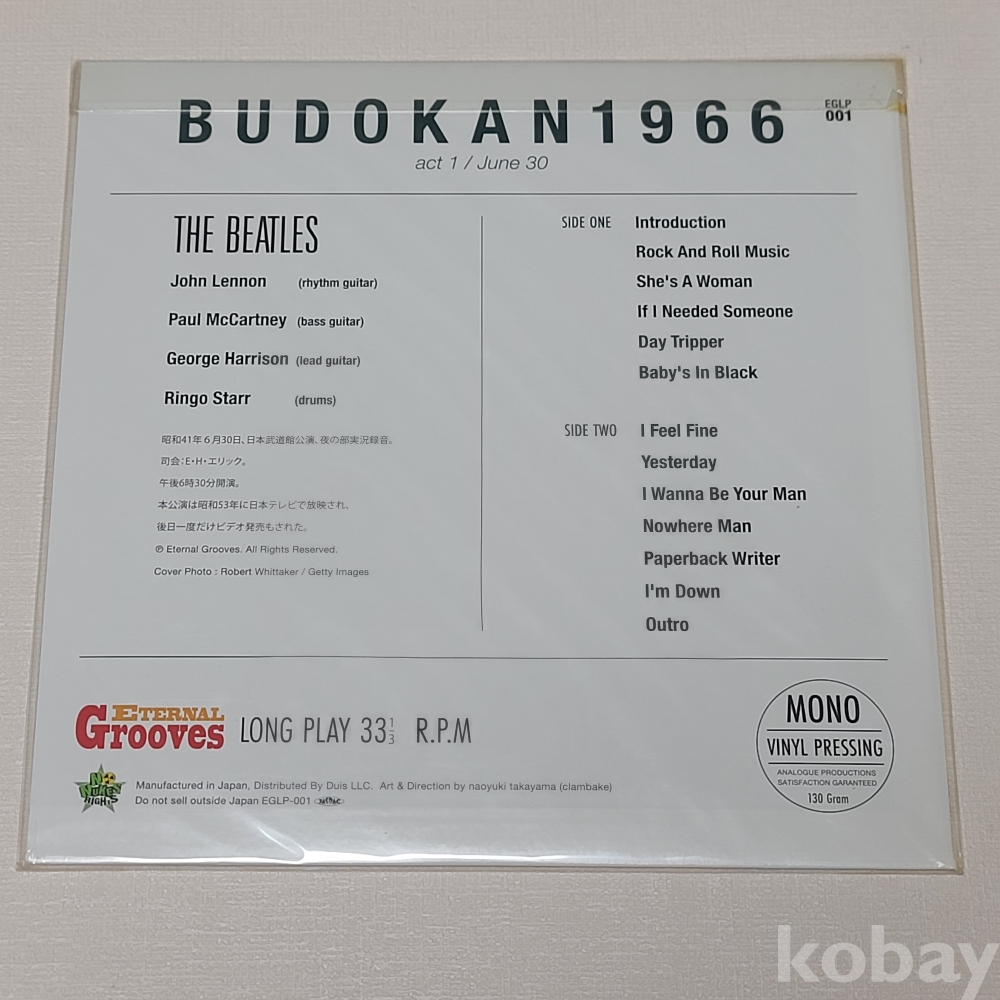 BUDOKAN1966
EGLP
001
act 1 / June 30
THE BEATLES
John Lennon (rhythm guitar)
Paul McCartney (bass guitar)
George Harrison (lead guitar)
Ringo Starr (drums)
昭和41年6月30日、日本武道館公演、夜の部実況録音。
司会:E・H・エリック。
午後6時30分開演。
本公演は昭和53年に日本テレビで放映され、
後日一度だけビデオ発売もされた。
℗ Eternal Grooves. All Rights Reserved.
Cover Photo : Robert Whittaker / Getty Images
SIDE ONE Introduction
Rock And Roll Music
She's A Woman
If I Needed Someone
Day Tripper
Baby's In Black
SIDE TWO I Feel Fine
Yesterday
I Wanna Be Your Man
Nowhere Man
Paperback Writer
I'm Down
Outro
ETERNAL
GROOVES
LONG PLAY 33 1/3 R.P.M
NO
NUKES
RIGHTS
Manufactured in Japan, Distributed By Duis LLC. Art & Direction by naoyuki takayama (clambake)
Do not sell outside Japan EGLP-001
MONO
VINYL PRESSING
ANALOGUE PRODUCTIONS
SATISFACTION GARANTEED
130 Gram
kobay